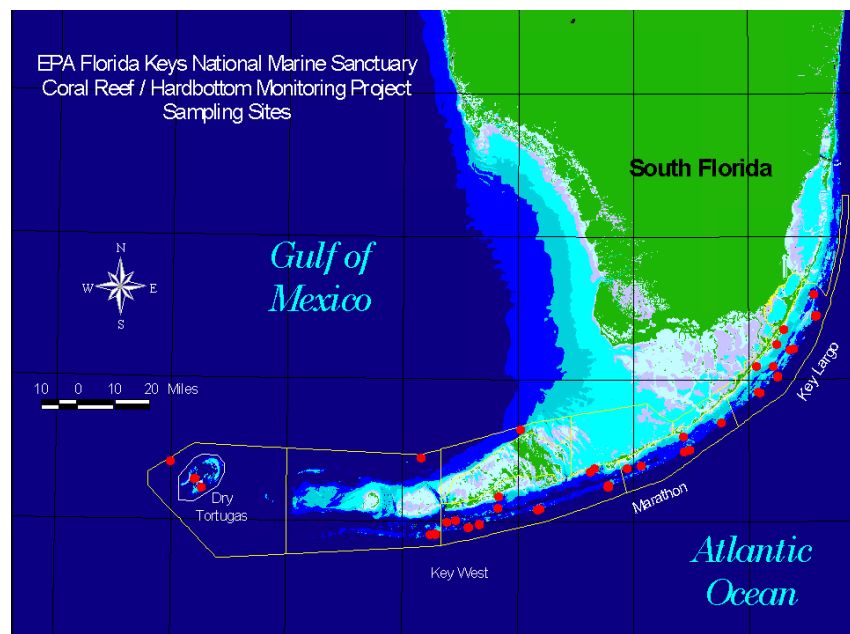 EPA Florida Keys National Marine Sanctuary
Coral Reef / Hardbottom Monitoring Project
Sampling Sites
South Florida
Gulf of
Mexico
N
W E
S
10 0 10 20 Miles
Key Largo
Dry
Tortugas
Marathon
Key West
Atlantic
Ocean